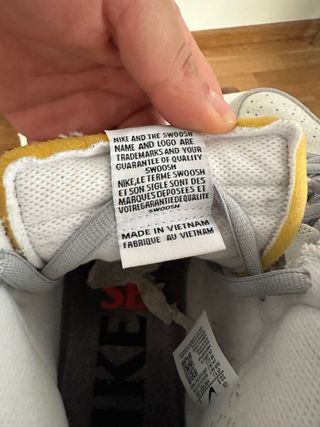 NIKE AND THE SWOOSH
NAME AND LOGO ARE
TRADEMARKS AND YOUR
GUARANTEE OF QUALITY
SWOOSH
NIKE, LE TERME SWOOSH
ET SON SIGLE SONT DES
MARQUES DEPOSEES ET
VOTRE GARANTIE DE QUALITE
SWOOSH
MADE IN VIETNAM
FABRIQUE AU VIETNAM
SB
NIKE